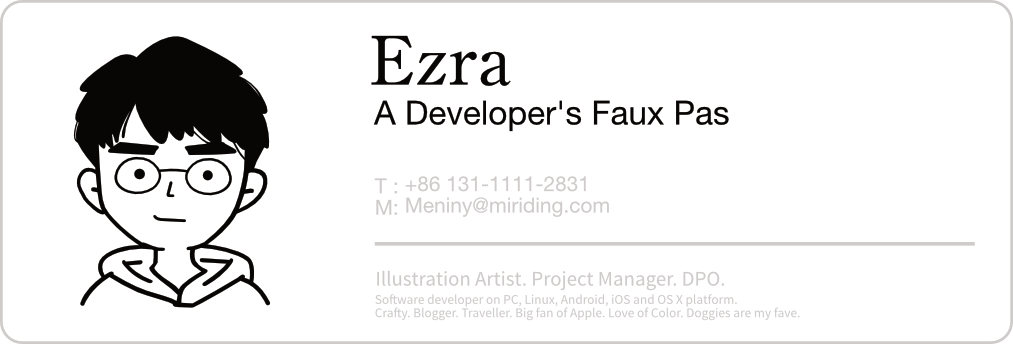 Ezra
A Developer's Faux Pas
T : +86 131-1111-2831
M: Meniny@miriding.com
Illustration Artist. Project Manager. DPO.
Software developer on PC, Linux, Android, iOS and OS X platform.
Crafty. Blogger. Traveller. Big fan of Apple. Love of Color. Doggies are my fave.